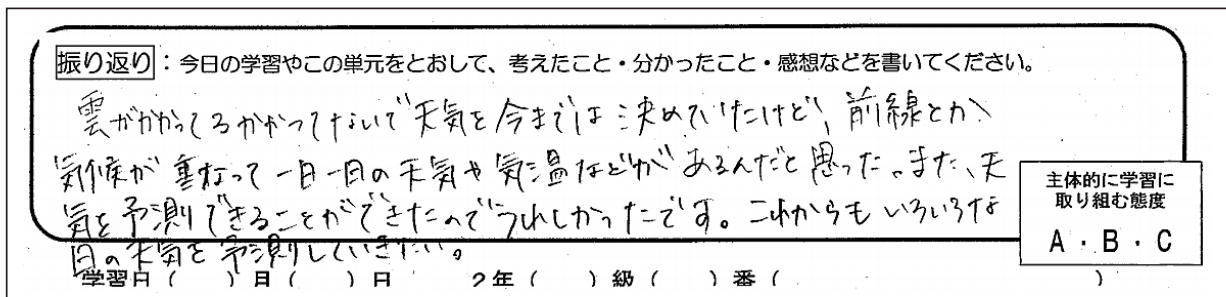 振り返り：今日の学習やこの単元をとおして、考えたこと・分かったこと・感想などを書いてください。
雲がかかってるかかかってないで天気を今までは決めていたけど、前線とか、
気候が重なって一日一日の天気や気温などがあるんだと思った。また、天
気を予測できることができたのでうれしかったです。これからもいろいろな
日の天気を予測していきたい。
主体的に学習に
取り組む態度
A・B・C
学習日（　　）月（　　）日　　2年（　　）級（　　）番（　　）